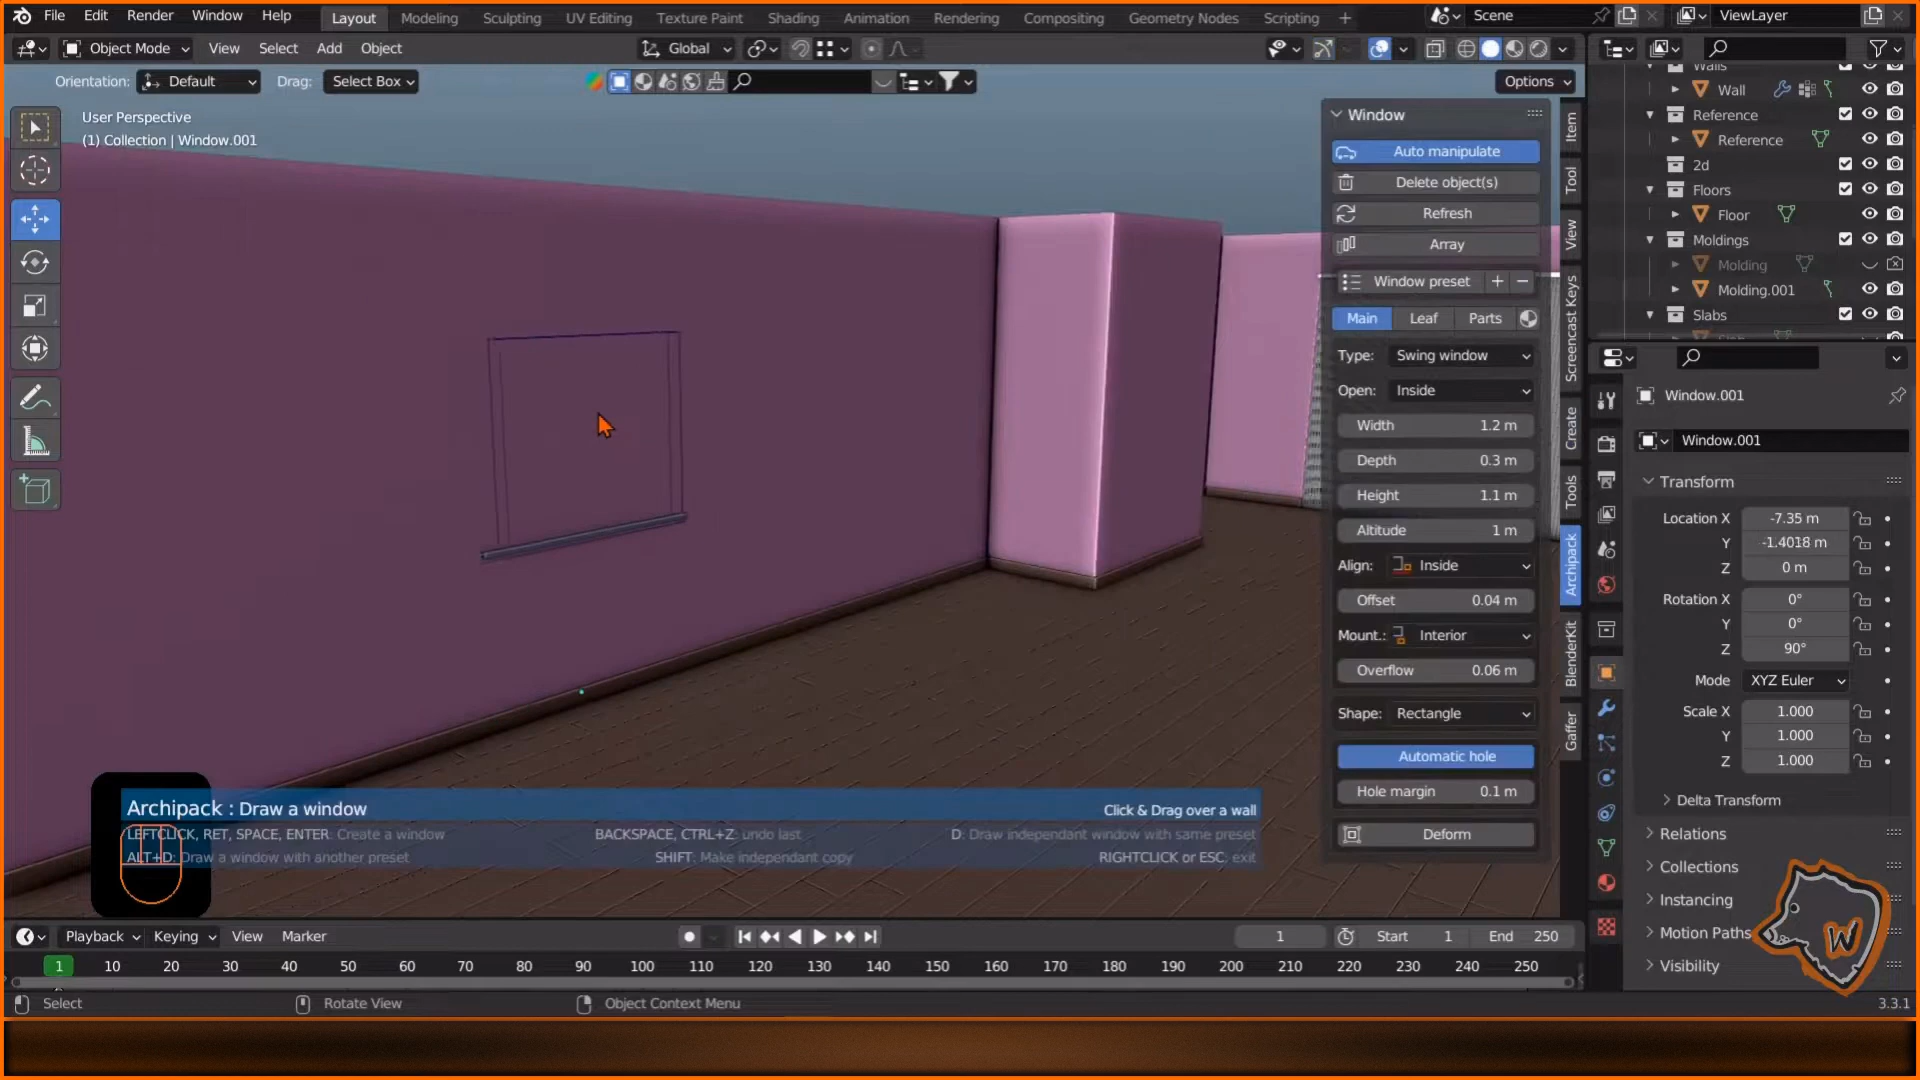 File Edit Render Window Help Layout Modeling Sculpting UV Editing Texture Paint Shading Animation Rendering Compositing Geometry Nodes Scripting + Scene ViewLayer
Object Mode View Select Add Object Global
Orientation: Default Drag: Select Box Options
User Perspective
(1) Collection | Window.001
Window
Auto manipulate
Delete object(s)
Refresh
Array
Window preset + −
Main Leaf Parts
Type: Swing window
Open: Inside
Width 1.2 m
Depth 0.3 m
Height 1.1 m
Altitude 1 m
Align: Inside
Offset 0.04 m
Mount.: Interior
Overflow 0.06 m
Shape: Rectangle
Automatic hole
Hole margin 0.1 m
Deform
Item
Tool
View
Screencast Keys
Create
Tools
Archipack
BlenderKit
Gaffer
Walls
Wall
Reference
Reference
2d
Floors
Floor
Moldings
Molding
Molding.001
Slabs
Window.001
Window.001
Transform
Location X -7.35 m
Y -1.4018 m
Z 0 m
Rotation X 0°
Y 0°
Z 90°
Mode XYZ Euler
Scale X 1.000
Y 1.000
Z 1.000
Delta Transform
Relations
Collections
Instancing
Motion Paths
Visibility
W
Archipack : Draw a window Click & Drag over a wall
LEFTCLICK, RET, SPACE, ENTER: Create a window BACKSPACE, CTRL+Z: undo last D: Draw independant window with same preset
ALT+D: Draw a window with another preset SHIFT: Make independant copy RIGHTCLICK or ESC: exit
Playback Keying View Marker 1 Start 1 End 250
1 10 20 30 40 50 60 70 80 90 100 110 120 130 140 150 160 170 180 190 200 210 220 230 240 250
Select Rotate View Object Context Menu 3.3.1